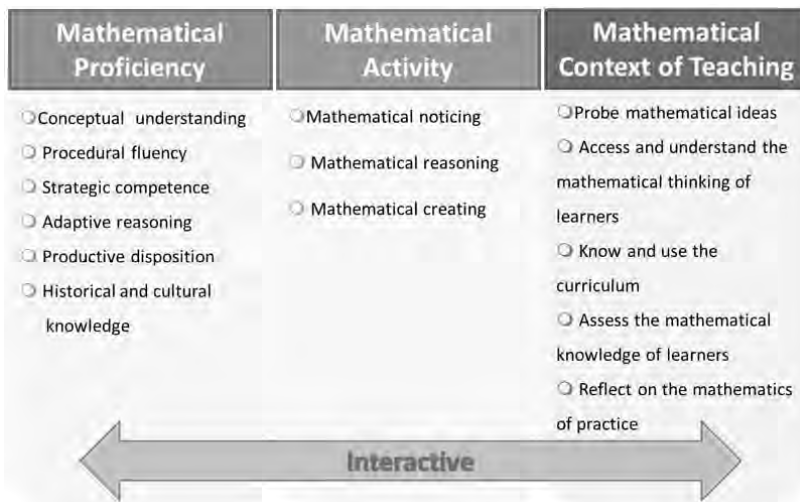 Mathematical
Proficiency
Conceptual understanding
Procedural fluency
Strategic competence
Adaptive reasoning
Productive disposition
Historical and cultural
knowledge
Mathematical
Activity
Mathematical noticing
Mathematical reasoning
Mathematical creating
Mathematical
Context of Teaching
Probe mathematical ideas
Access and understand the
mathematical thinking of
learners
Know and use the
curriculum
Assess the mathematical
knowledge of learners
Reflect on the mathematics
of practice
Interactive